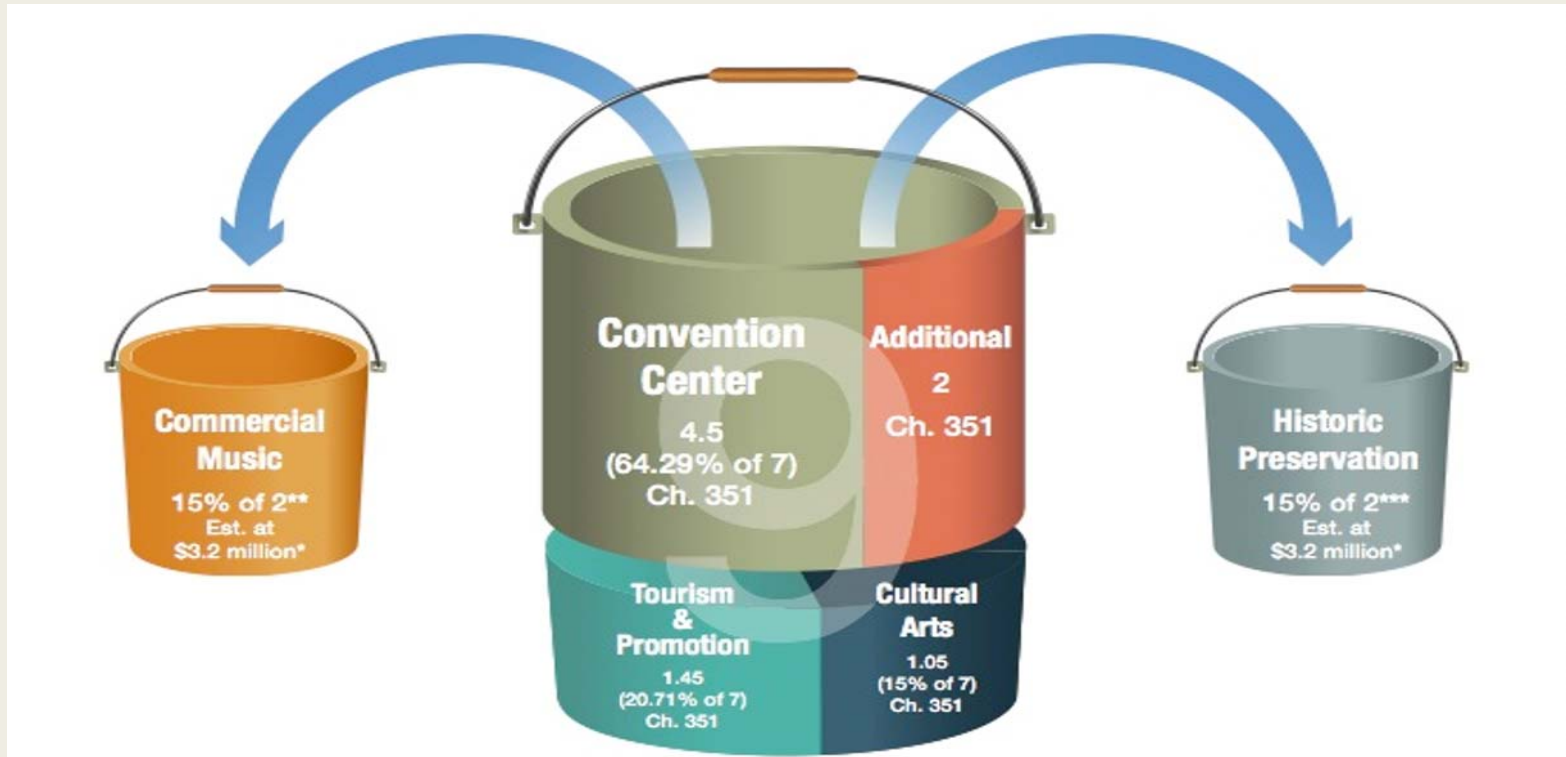 Convention
Center
4.5
(64.29% of 7)
Ch. 351
Additional
2
Ch. 351
9
Commercial
Music
15% of 2**
Est. at
$3.2 million*
Historic
Preservation
15% of 2***
Est. at
$3.2 million*
Tourism
&
Promotion
1.45
(20.71% of 7)
Ch. 351
Cultural
Arts
1.05
(15% of 7)
Ch. 351